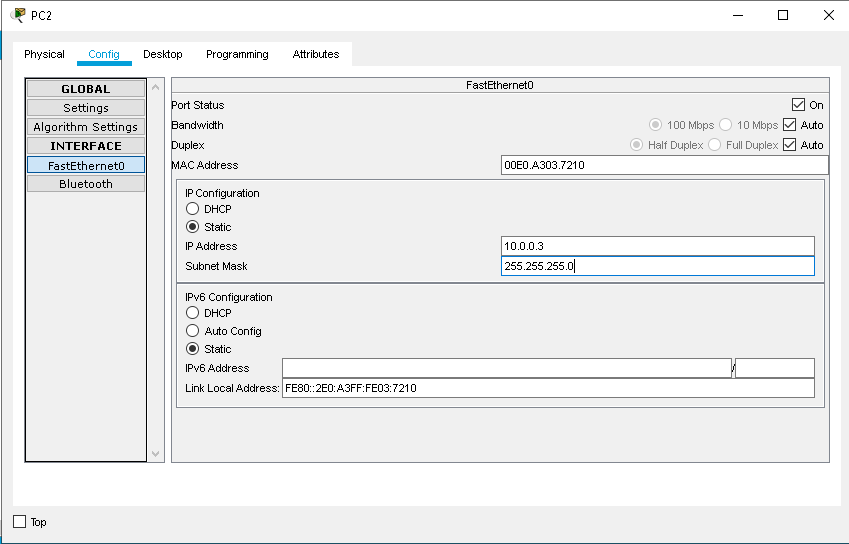 PC2
Physical Config Desktop Programming Attributes
GLOBAL
Settings
Algorithm Settings
INTERFACE
FastEthernet0
Bluetooth
FastEthernet0
Port Status On
Bandwidth 100 Mbps 10 Mbps Auto
Duplex Half Duplex Full Duplex Auto
MAC Address 00E0.A303.7210
IP Configuration
DHCP
Static
IP Address 10.0.0.3
Subnet Mask 255.255.255.0
IPv6 Configuration
DHCP
Auto Config
Static
IPv6 Address /
Link Local Address: FE80::2E0:A3FF:FE03:7210
Top